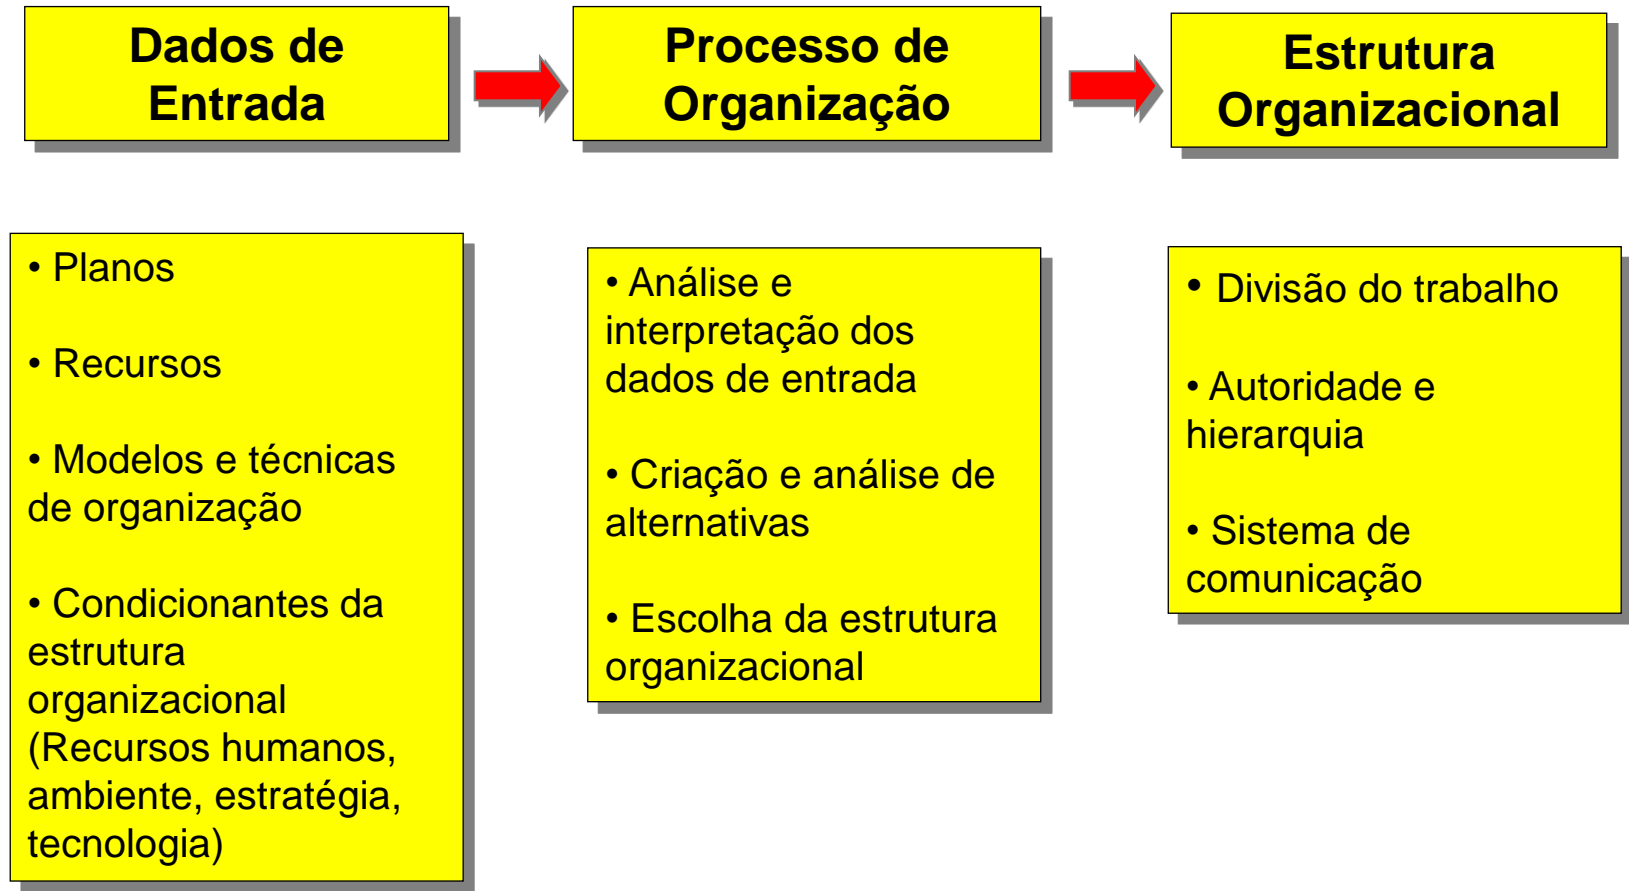 Dados de
Entrada
Processo de
Organização
Estrutura
Organizacional
• Planos
• Recursos
• Modelos e técnicas
de organização
• Condicionantes da
estrutura
organizacional
(Recursos humanos,
ambiente, estratégia,
tecnologia)
• Análise e
interpretação dos
dados de entrada
• Criação e análise de
alternativas
• Escolha da estrutura
organizacional
• Divisão do trabalho
• Autoridade e
hierarquia
• Sistema de
comunicação